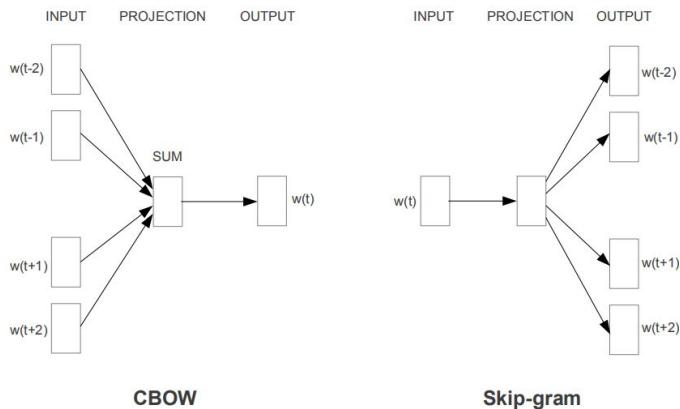 INPUT PROJECTION OUTPUT
w(t-2)
w(t-1)
SUM
w(t)
w(t+1)
w(t+2)
CBOW
INPUT PROJECTION OUTPUT
w(t-2)
w(t-1)
w(t)
w(t+1)
w(t+2)
Skip-gram